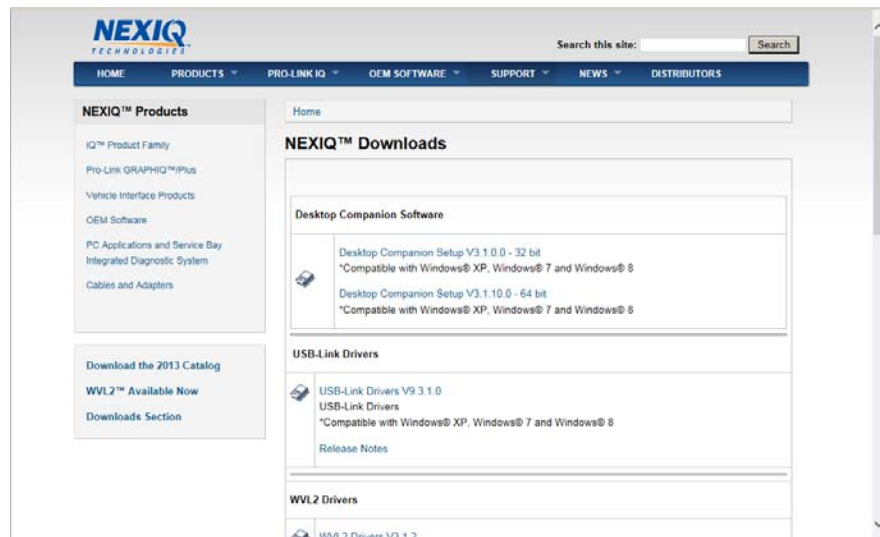 NEXIQ
TECHNOLOGIES
Search this site:
Search
HOME PRODUCTS PRO-LINK IQ OEM SOFTWARE SUPPORT NEWS DISTRIBUTORS
NEXIQ™ Products
IQ™ Product Family
Pro-Link GRAPHIQ™/Plus
Vehicle Interface Products
OEM Software
PC Applications and Service Bay
Integrated Diagnostic System
Cables and Adapters
Download the 2013 Catalog
WVL2™ Available Now
Downloads Section
Home
NEXIQ™ Downloads
Desktop Companion Software
Desktop Companion Setup V3.1.0.0 - 32 bit
*Compatible with Windows® XP, Windows® 7 and Windows® 8
Desktop Companion Setup V3.1.10.0 - 64 bit
*Compatible with Windows® XP, Windows® 7 and Windows® 8
USB-Link Drivers
USB-Link Drivers V9.3.1.0
USB-Link Drivers
*Compatible with Windows® XP, Windows® 7 and Windows® 8
Release Notes
WVL2 Drivers
WVL2 Drivers V3.1.2